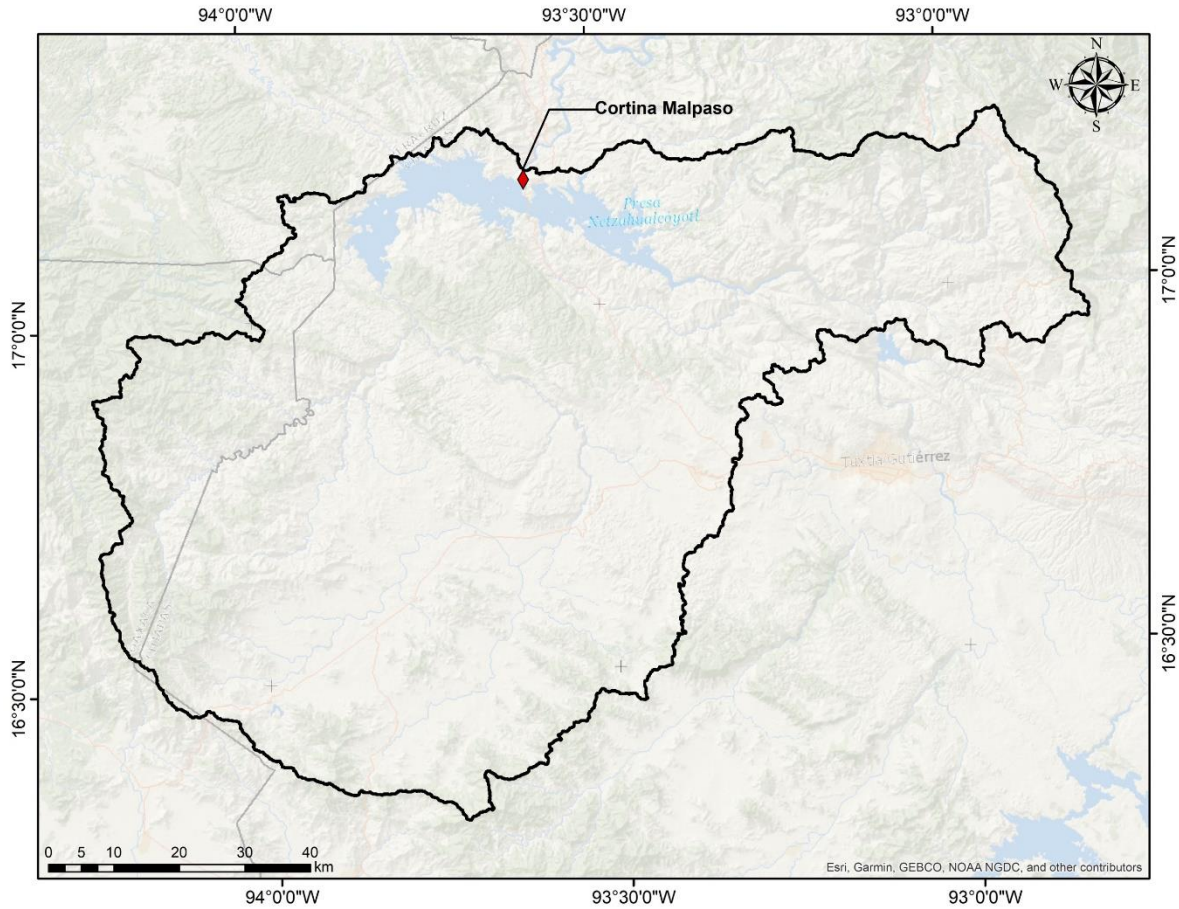 94°0'0"W
93°30'0"W
93°0'0"W
N
W
E
S
Cortina Malpaso
Presa
Netzahualcoyotl
17°0'0"N
17°0'0"N
Tuxtla Gutiérrez
16°30'0"N
16°30'0"N
0 5 10 20 30 40
km
Esri, Garmin, GEBCO, NOAA NGDC, and other contributors
94°0'0"W
93°30'0"W
93°0'0"W